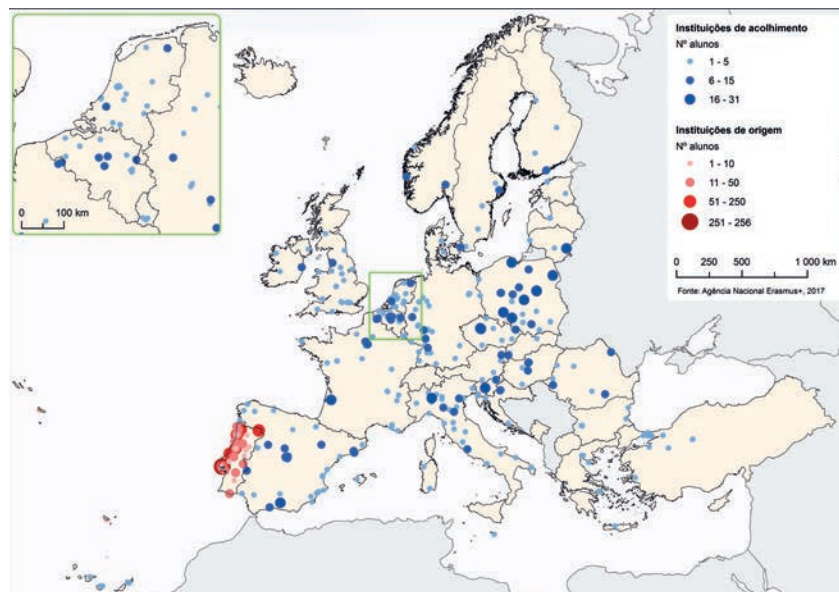 0 100 km
Instituições de acolhimento
Nº alunos
1 - 5
6 - 15
16 - 31
Instituições de origem
Nº alunos
1 - 10
11 - 50
51 - 250
251 - 256
0 250 500 1 000 km
Fonte: Agência Nacional Erasmus+, 2017